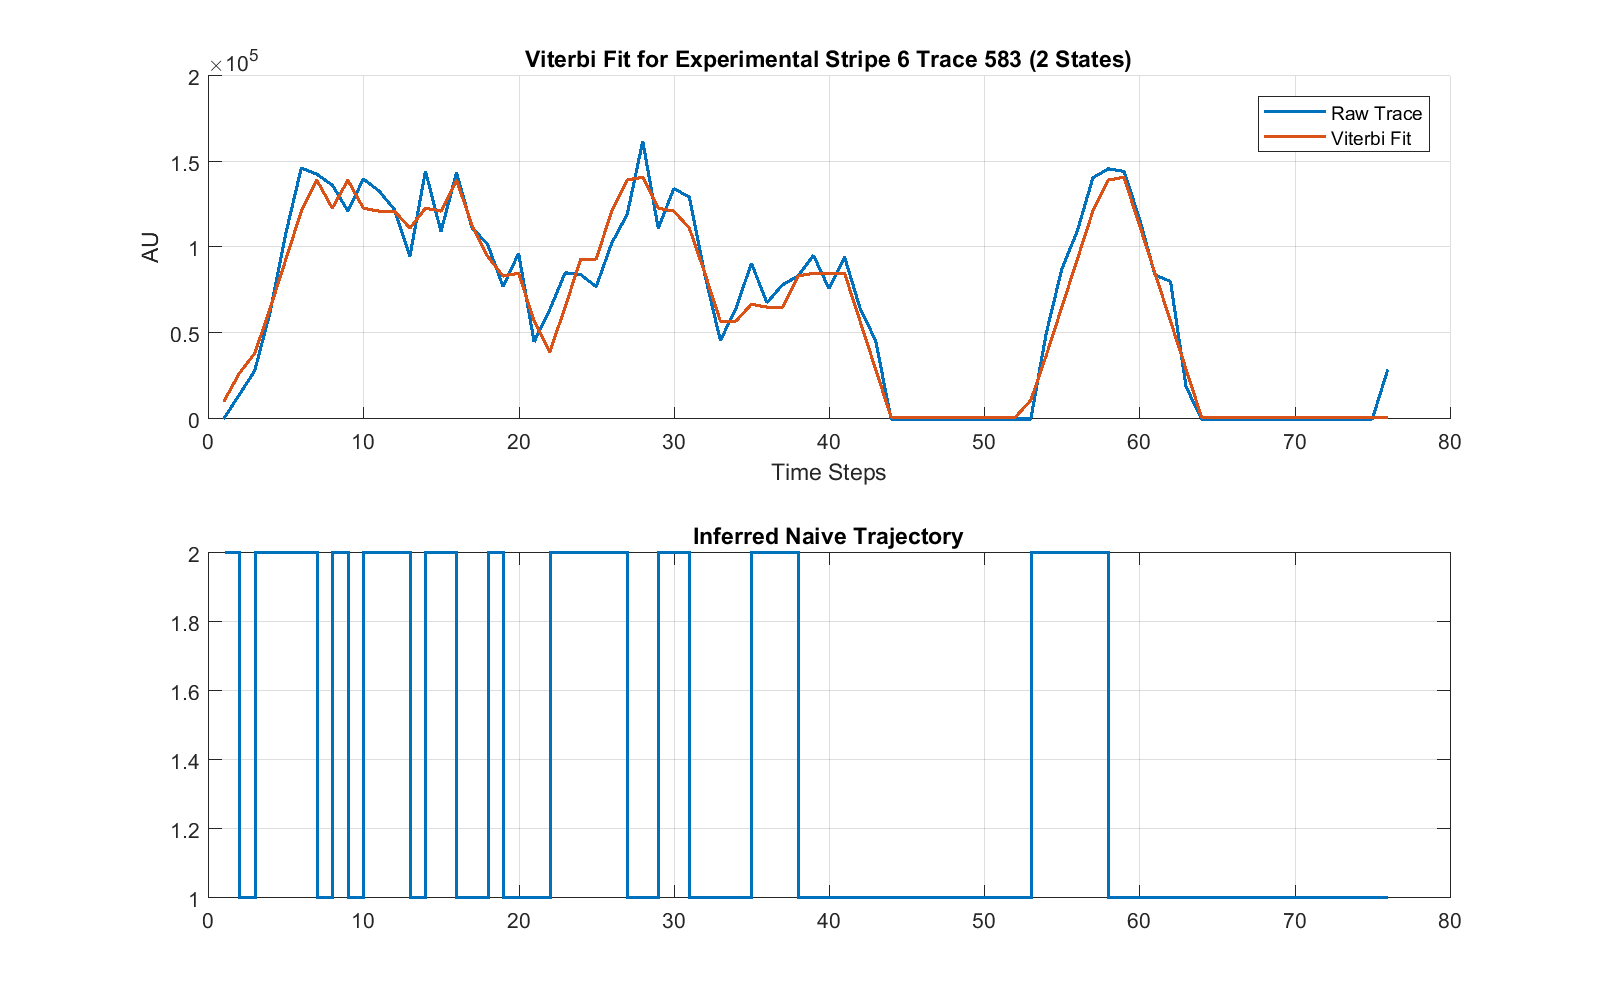 Viterbi Fit for Experimental Stripe 6 Trace 583 (2 States)
×10^5
2
1.5
1
0.5
0
AU
Raw Trace
Viterbi Fit
0 10 20 30 40 50 60 70 80
Time Steps
Inferred Naive Trajectory
2
1.8
1.6
1.4
1.2
1
0 10 20 30 40 50 60 70 80